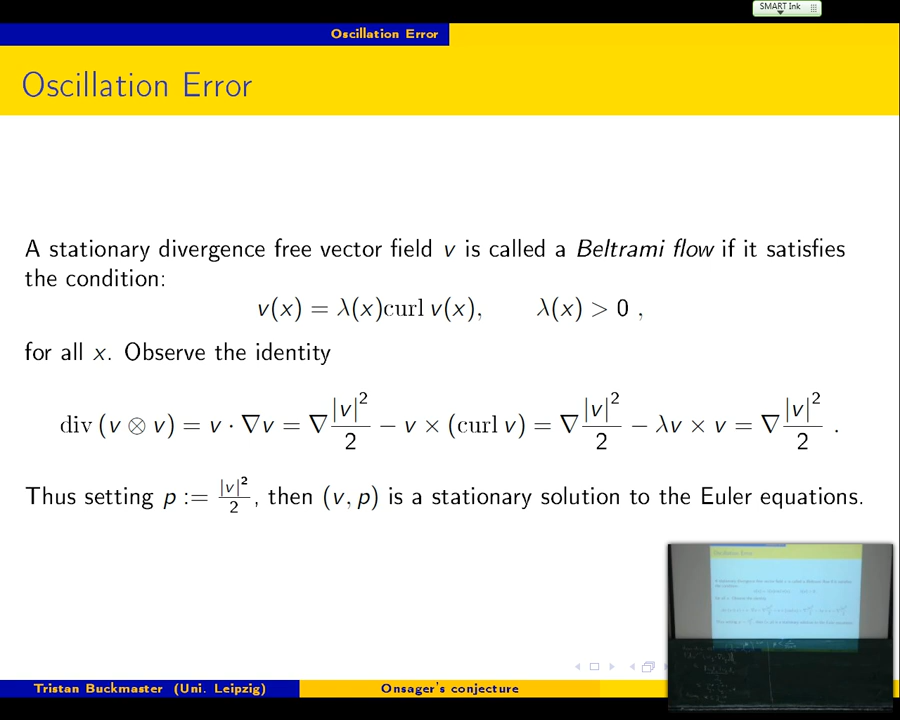 SMART Ink
Oscillation Error
Oscillation Error
A stationary divergence free vector field v is called a Beltrami flow if it satisfies
the condition:
v(x) = λ(x)curl v(x), λ(x) > 0 ,
for all x. Observe the identity
div (v ⊗ v) = v · ∇v = ∇|v|²/2 − v × (curl v) = ∇|v|²/2 − λv × v = ∇|v|²/2 .
Thus setting p := |v|²/2, then (v, p) is a stationary solution to the Euler equations.
Tristan Buckmaster (Uni. Leipzig) Onsager's conjecture